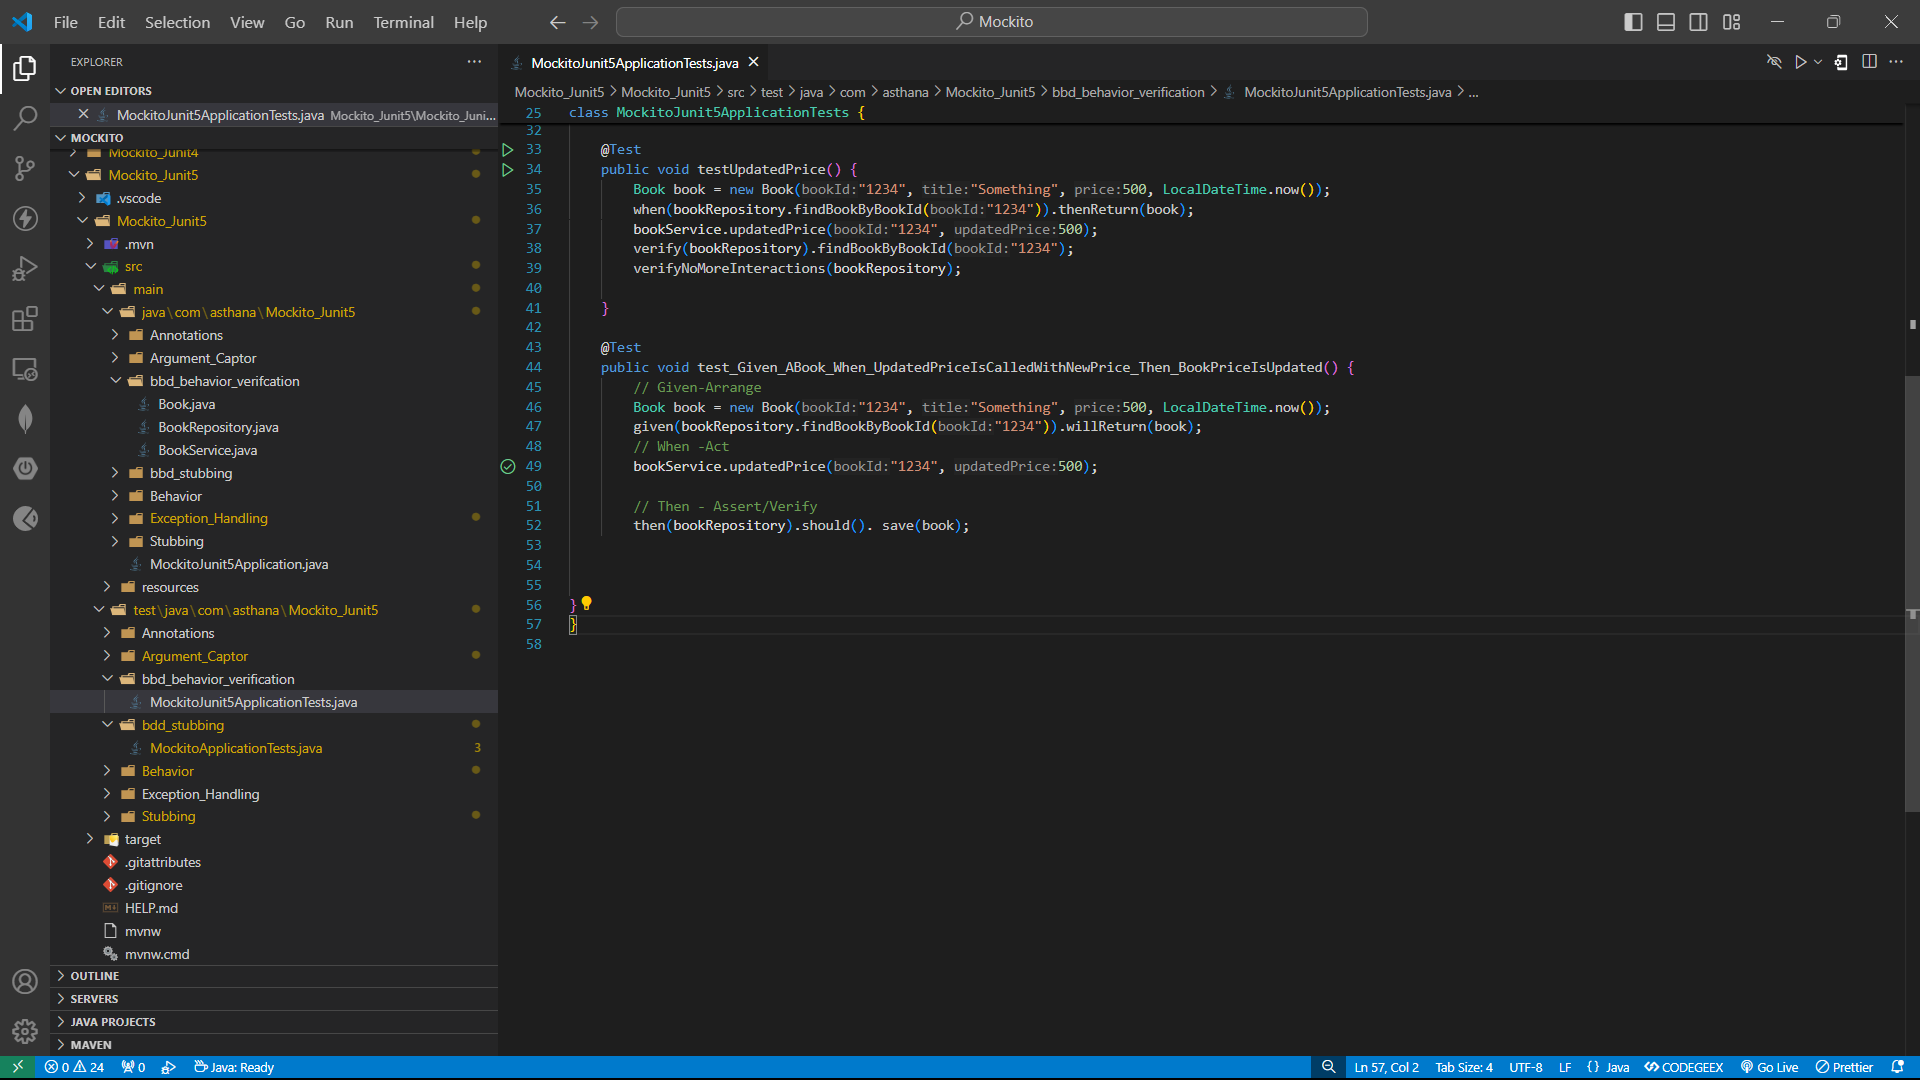 File Edit Selection View Go Run Terminal Help
Mockito
EXPLORER
OPEN EDITORS
MockitoJunit5ApplicationTests.java Mockito_Junit5\Mockito_Juni...
MOCKITO
Mockito_Junit4
Mockito_Junit5
.vscode
Mockito_Junit5
.mvn
src
main
java\com\asthana\Mockito_Junit5
Annotations
Argument_Captor
bbd_behavior_verifcation
Book.java
BookRepository.java
BookService.java
bbd_stubbing
Behavior
Exception_Handling
Stubbing
MockitoJunit5Application.java
resources
test\java\com\asthana\Mockito_Junit5
Annotations
Argument_Captor
bbd_behavior_verification
MockitoJunit5ApplicationTests.java
bdd_stubbing
MockitoApplicationTests.java 3
Behavior
Exception_Handling
Stubbing
target
.gitattributes
.gitignore
HELP.md
mvnw
mvnw.cmd
OUTLINE
SERVERS
JAVA PROJECTS
MAVEN
MockitoJunit5ApplicationTests.java
Mockito_Junit5 > Mockito_Junit5 > src > test > java > com > asthana > Mockito_Junit5 > bbd_behavior_verification > MockitoJunit5ApplicationTests.java > ...
25 class MockitoJunit5ApplicationTests {
32
33 @Test
34 public void testUpdatedPrice() {
35 Book book = new Book(bookId:"1234", title:"Something", price:500, LocalDateTime.now());
36 when(bookRepository.findBookByBookId(bookId:"1234")).thenReturn(book);
37 bookService.updatedPrice(bookId:"1234", updatedPrice:500);
38 verify(bookRepository).findBookByBookId(bookId:"1234");
39 verifyNoMoreInteractions(bookRepository);
40
41 }
42
43 @Test
44 public void test_Given_ABook_When_UpdatedPriceIsCalledWithNewPrice_Then_BookPriceIsUpdated() {
45 // Given-Arrange
46 Book book = new Book(bookId:"1234", title:"Something", price:500, LocalDateTime.now());
47 given(bookRepository.findBookByBookId(bookId:"1234")).willReturn(book);
48 // When -Act
49 bookService.updatedPrice(bookId:"1234", updatedPrice:500);
50
51 // Then - Assert/Verify
52 then(bookRepository).should(). save(book);
53
54
55
56 }
57 }
58
0 24 0 Java: Ready Ln 57, Col 2 Tab Size: 4 UTF-8 LF {} Java CODEGEEX Go Live Prettier